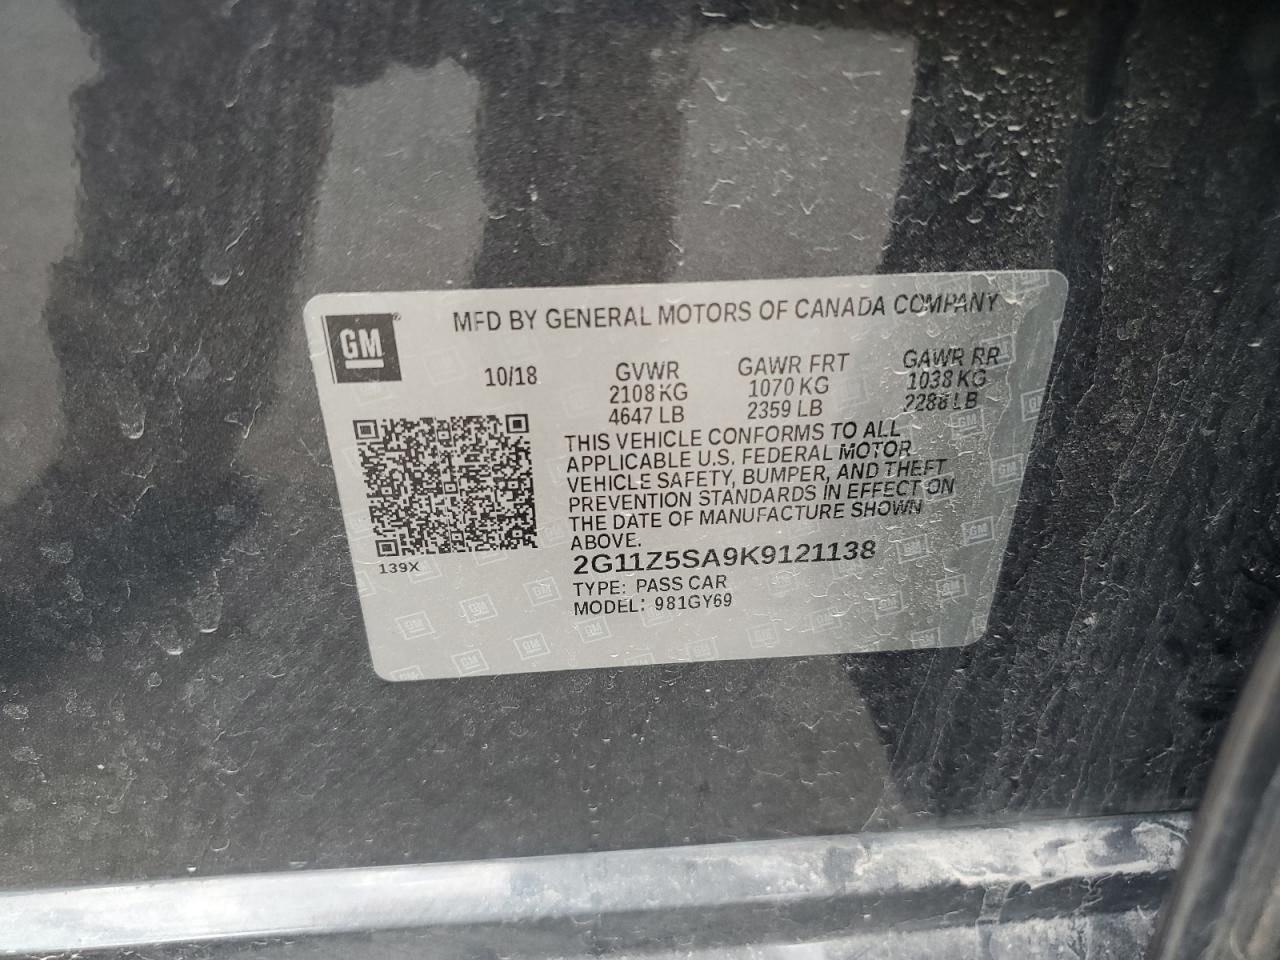 GM
MFD BY GENERAL MOTORS OF CANADA COMPANY
10/18
GVWR
2108 KG
4647 LB
GAWR FRT
1070 KG
2359 LB
GAWR RR
1038 KG
2288 LB
THIS VEHICLE CONFORMS TO ALL
APPLICABLE U.S. FEDERAL MOTOR
VEHICLE SAFETY, BUMPER, AND THEFT
PREVENTION STANDARDS IN EFFECT ON
THE DATE OF MANUFACTURE SHOWN
ABOVE.
139X
2G11Z5SA9K9121138
TYPE: PASS CAR
MODEL: 981GY69